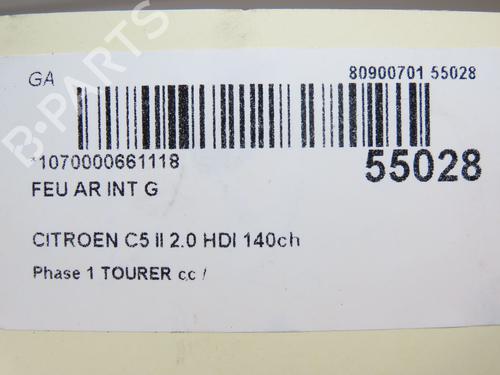 GA
80900701 55028
*1070000661118
55028
FEU AR INT G
CITROEN C5 II 2.0 HDI 140ch
Phase 1 TOURER cc /
B-PARTS